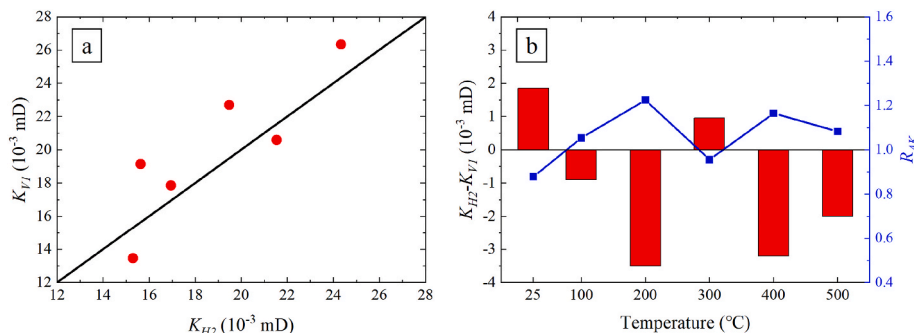 a
28
26
24
22
20
18
16
14
12
K_V1 (10⁻³ mD)
12 14 16 18 20 22 24 26 28
K_H2 (10⁻³ mD)
b
4
3
2
1
0
-1
-2
-3
-4
K_H2-K_V1 (10⁻³ mD)
1.6
1.4
1.2
1.0
0.8
0.6
0.4
R_AK
25 100 200 300 400 500
Temperature (℃)